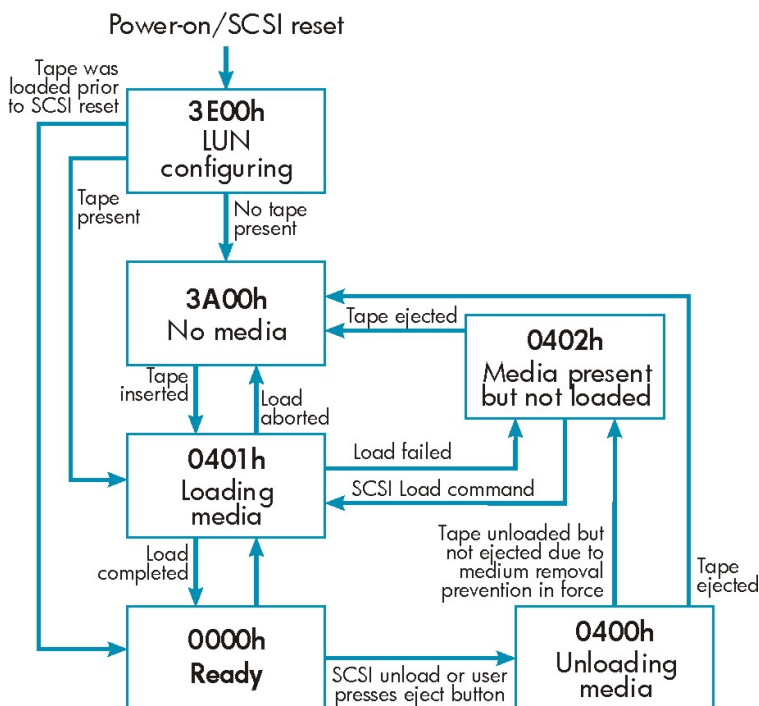 Power-on/SCSI reset
Tape was
loaded prior
to SCSI reset
3E00h
LUN
configuring
Tape
present
No tape
present
3A00h
No media
Tape ejected
0402h
Media present
but not loaded
Tape
inserted
Load
aborted
0401h
Loading
media
Load failed
SCSI Load command
Load
completed
Tape unloaded but
not ejected due to
medium removal
prevention in force
Tape
ejected
0000h
Ready
SCSI unload or user
presses eject button
0400h
Unloading
media